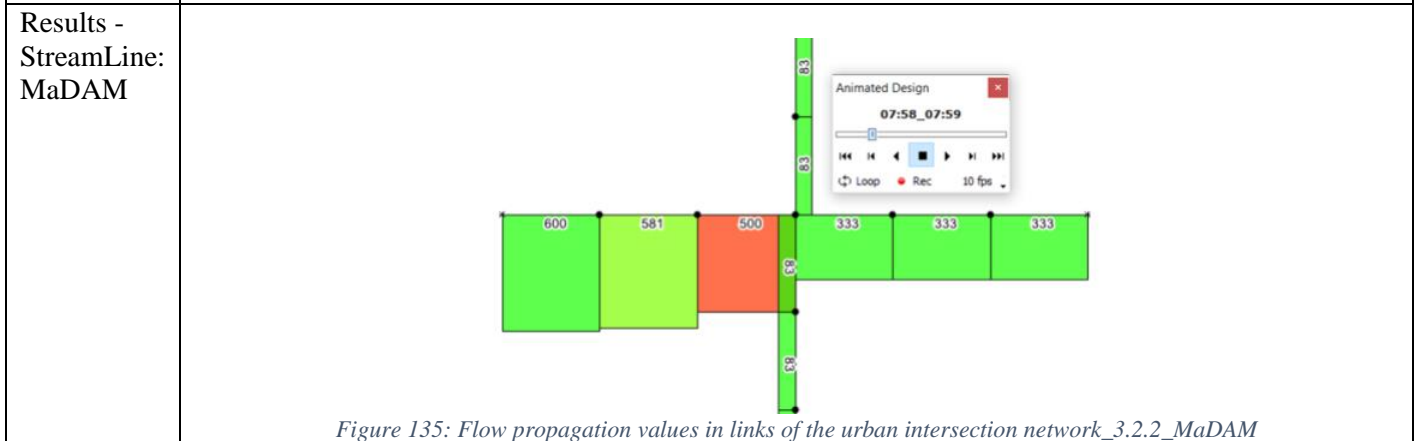 Results -
StreamLine:
MaDAM
83
Animated Design
07:58_07:59
83
Loop Rec 10 fps
600 581 500 333 333 333
83
83
Figure 135: Flow propagation values in links of the urban intersection network_3.2.2_MaDAM